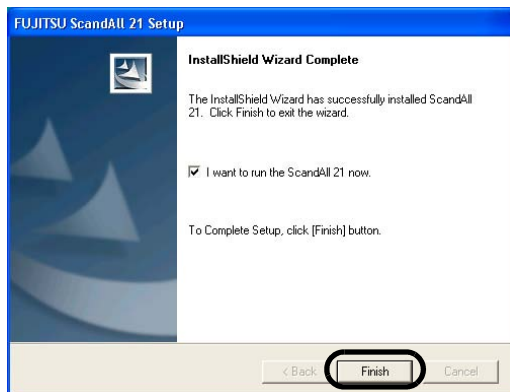 FUJITSU ScandAll 21 Setup
InstallShield Wizard Complete
The InstallShield Wizard has successfully installed ScandAll
21. Click Finish to exit the wizard.
I want to run the ScandAll 21 now.
To Complete Setup, click [Finish] button.
< Back
Finish
Cancel